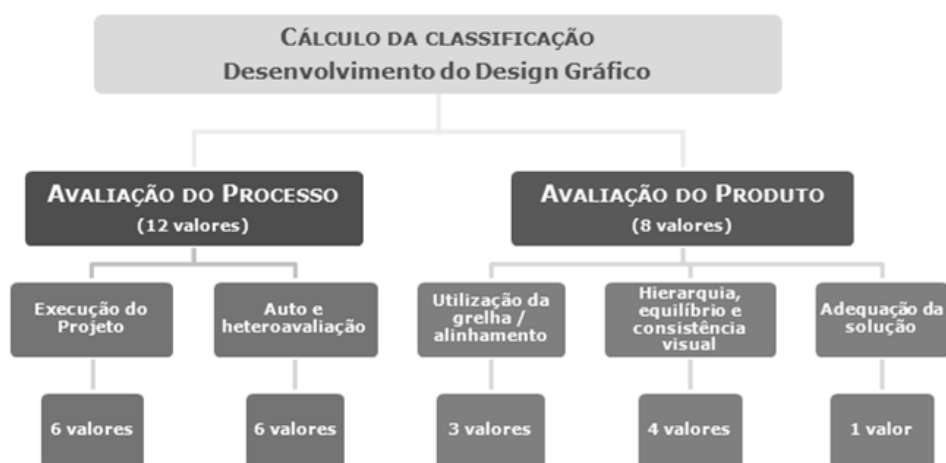 CÁLCULO DA CLASSIFICAÇÃO
Desenvolvimento do Design Gráfico
AVALIAÇÃO DO PROCESSO
(12 valores)
AVALIAÇÃO DO PRODUTO
(8 valores)
Execução do
Projeto
Auto e
heteroavaliação
Utilização da
grelha /
alinhamento
Hierarquia,
equilíbrio e
consistência
visual
Adequação da
solução
6 valores
6 valores
3 valores
4 valores
1 valor